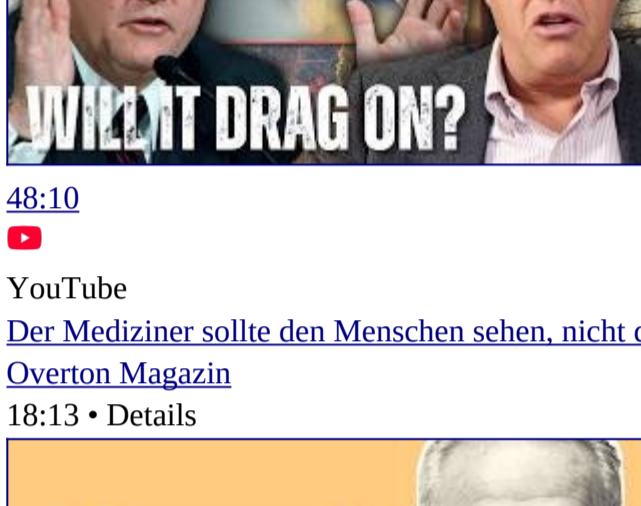 WILL IT DRAG ON?
48:10
YouTube
Der Mediziner sollte den Menschen sehen, nicht
Overton Magazin
18:13 • Details